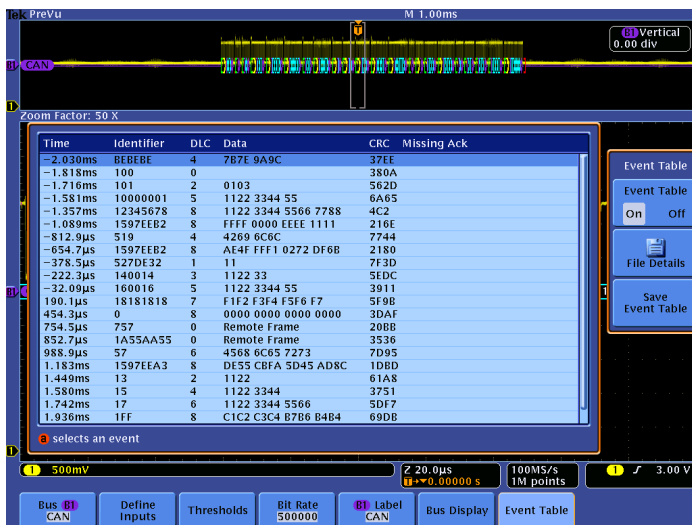 Tek PreVu M 1.00ms
T
B1 Vertical
0.00 div
B1 CAN
1
Zoom Factor: 50 X
Event Table
Time Identifier DLC Data CRC Missing Ack
-2.030ms BEBEBE 4 7B7E 9A9C 37EE
-1.818ms 100 0 380A
-1.716ms 101 2 0103 562D
-1.581ms 10000001 5 1122 3344 55 6A65
-1.357ms 12345678 8 1122 3344 5566 7788 4C2
-1.089ms 1597EEB2 8 FFFF 0000 EEEE 1111 216E
-812.9µs 519 4 4269 6C6C 7744
-654.7µs 1597EEB2 8 AE4F FFF1 0272 DF6B 2180
-378.5µs 527DE32 1 11 7F3D
-222.3µs 140014 3 1122 33 5EDC
-32.09µs 160016 5 1122 3344 55 3911
190.1µs 18181818 7 F1F2 F3F4 F5F6 F7 5F9B
454.3µs 0 8 0000 0000 0000 0000 3DAF
754.5µs 757 0 Remote Frame 20BB
852.7µs 1A55AA55 0 Remote Frame 3536
988.9µs 57 6 4568 6C65 7273 7D95
1.183ms 1597EEA3 8 DE55 CBFA 5D45 AD8C 1DBD
1.449ms 13 2 1122 61A8
1.580ms 15 4 1122 3344 3751
1.742ms 17 6 1122 3344 5566 5DF7
1.936ms 1FF 8 C1C2 C3C4 B7B6 B4B4 69DB
a selects an event
Event Table
On Off
File Details
Save
Event Table
B1
1
1 500mV
Z 20.0µs
T→▼0.00000 s
100MS/s
1M points
1 3.00 V
Bus B1
CAN
Define
Inputs
Thresholds
Bit Rate
500000
B1 Label
CAN
Bus Display
Event Table